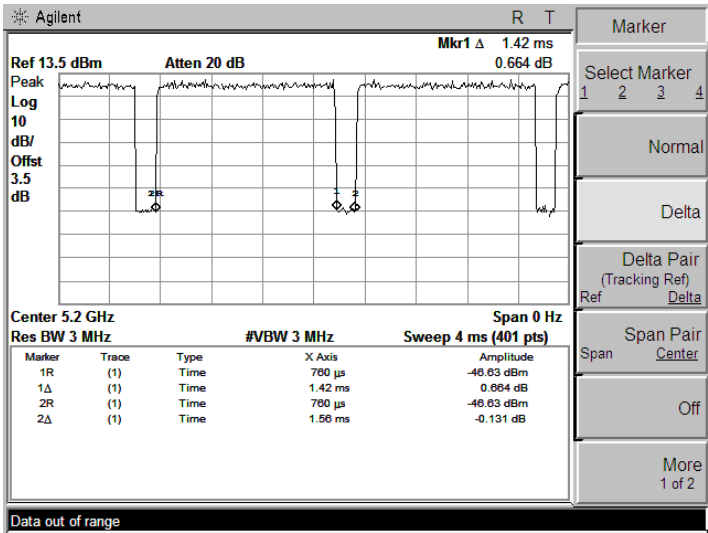 Agilent R T
Mkr1 Δ 1.42 ms
Ref 13.5 dBm Atten 20 dB 0.664 dB
Peak
Log
10
dB/
Offst
3.5
dB
2R 1 2
Center 5.2 GHz Span 0 Hz
Res BW 3 MHz #VBW 3 MHz Sweep 4 ms (401 pts)
Marker Trace Type X Axis Amplitude
1R (1) Time 760 µs -46.63 dBm
1Δ (1) Time 1.42 ms 0.664 dB
2R (1) Time 760 µs -46.63 dBm
2Δ (1) Time 1.56 ms -0.131 dB
Data out of range
Marker
Select Marker
1 2 3 4
Normal
Delta
Delta Pair
(Tracking Ref)
Ref Delta
Span Pair
Span Center
Off
More
1 of 2